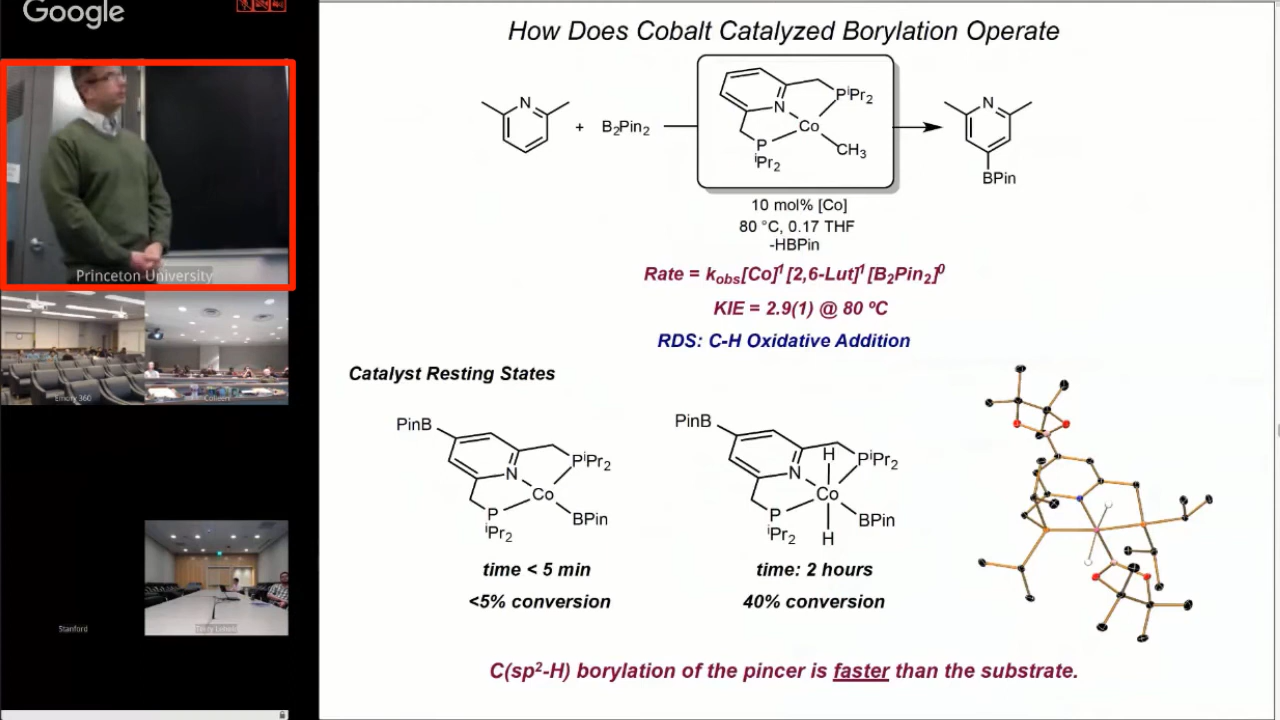 Google
Princeton University
Emory 360
Stanford
How Does Cobalt Catalyzed Borylation Operate
N
+ B₂Pin₂
N
PⁱPr₂
Co
P
ⁱPr₂
CH₃
N
BPin
10 mol% [Co]
80 °C, 0.17 THF
-HBPin
Rate = kobs[Co]¹[2,6-Lut]¹[B₂Pin₂]⁰
KIE = 2.9(1) @ 80 ºC
RDS: C-H Oxidative Addition
Catalyst Resting States
PinB
N
PⁱPr₂
Co
P
ⁱPr₂
BPin
time < 5 min
<5% conversion
PinB
H
N
PⁱPr₂
Co
P
ⁱPr₂
BPin
H
time: 2 hours
40% conversion
C(sp²-H) borylation of the pincer is faster than the substrate.